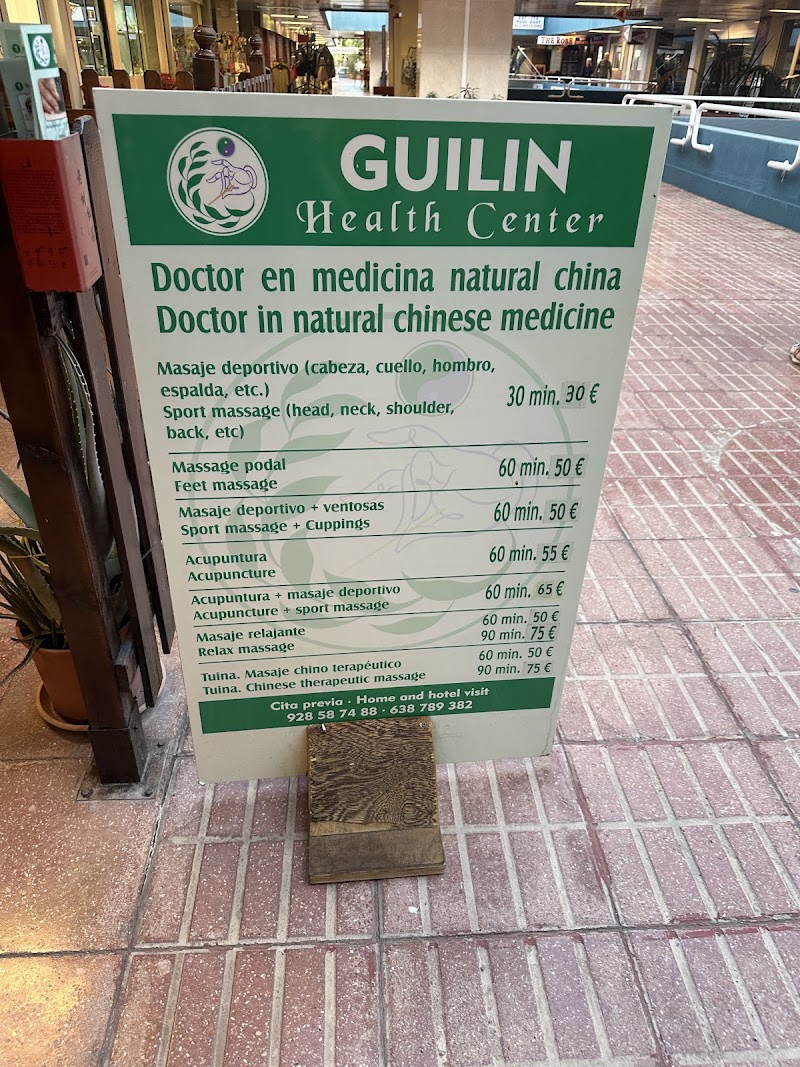 GUILIN
Health Center
Doctor en medicina natural china
Doctor in natural chinese medicine
Masaje deportivo (cabeza, cuello, hombro,
espalda, etc.)
Sport massage (head, neck, shoulder,
back, etc)
30 min. 30 €
Massage podal
Feet massage
60 min. 50 €
Masaje deportivo + ventosas
Sport massage + Cuppings
60 min. 50 €
Acupuntura
Acupuncture
60 min. 55 €
Acupuntura + masaje deportivo
Acupuncture + sport massage
60 min. 65 €
Masaje relajante
Relax massage
60 min. 50 €
90 min. 75 €
Tuina. Masaje chino terapéutico
Tuina. Chinese therapeutic massage
60 min. 50 €
90 min. 75 €
Cita previa · Home and hotel visit
928 58 74 88 · 638 789 382
THE ROSE